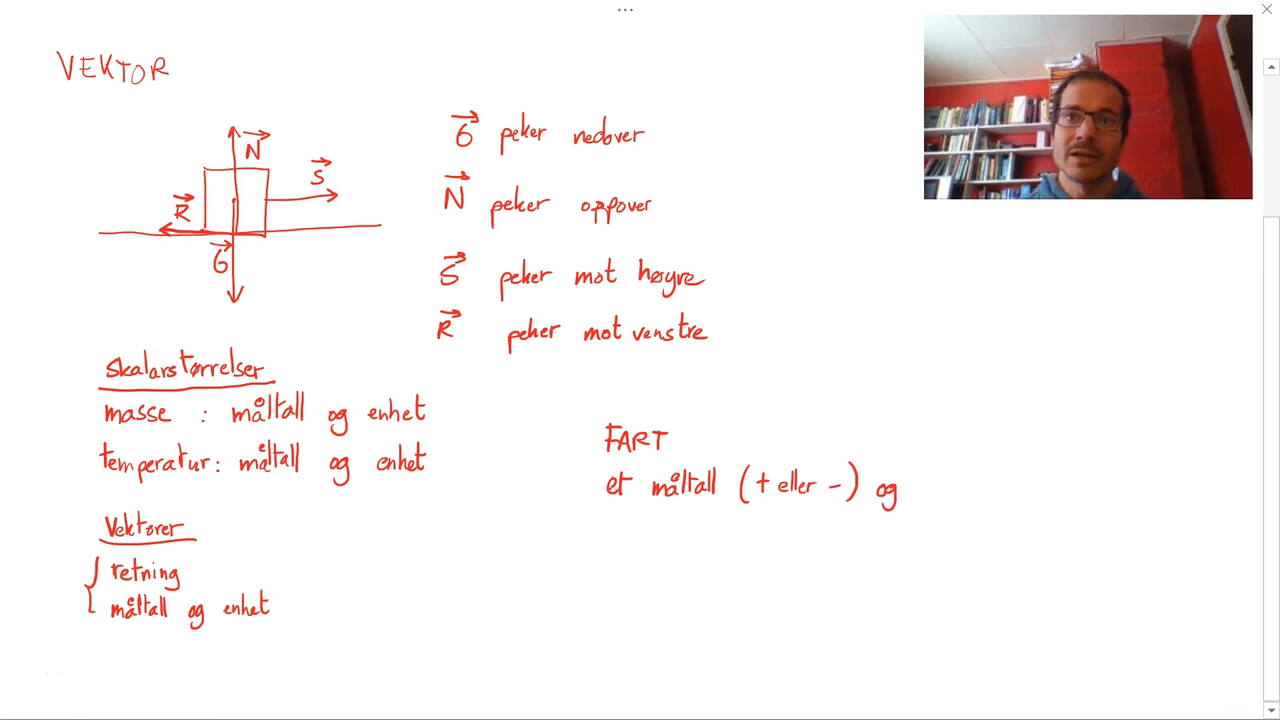 VEKTOR
N
S
R
G
G peker nedover
N peker oppover
S peker mot høyre
R peker mot venstre
Skalarstørrelser
masse : måltall og enhet
temperatur: måltall og enhet
Vektorer
retning
måltall og enhet
FART
et måltall (+ eller -) og